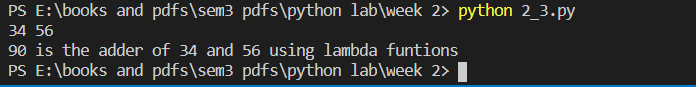 PS E:\books and pdfs\sem3 pdfs\python lab\week 2> python 2_3.py
34 56
90 is the adder of 34 and 56 using lambda funtions
PS E:\books and pdfs\sem3 pdfs\python lab\week 2>